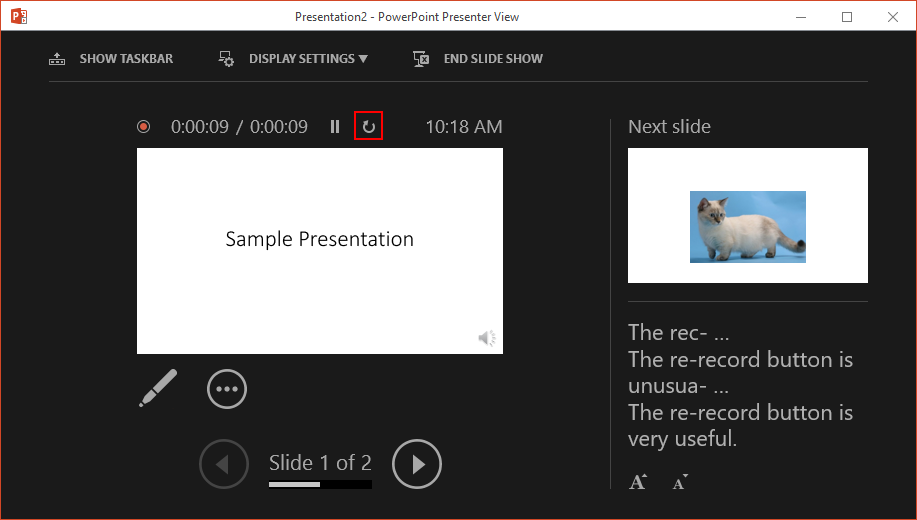 Presentation2 - PowerPoint Presenter View
SHOW TASKBAR
DISPLAY SETTINGS ▼
END SLIDE SHOW
0:00:09 / 0:00:09
10:18 AM
Next slide
Sample Presentation
The rec- ...
The re-record button is
unusua- ...
The re-record button is
very useful.
Slide 1 of 2
A A